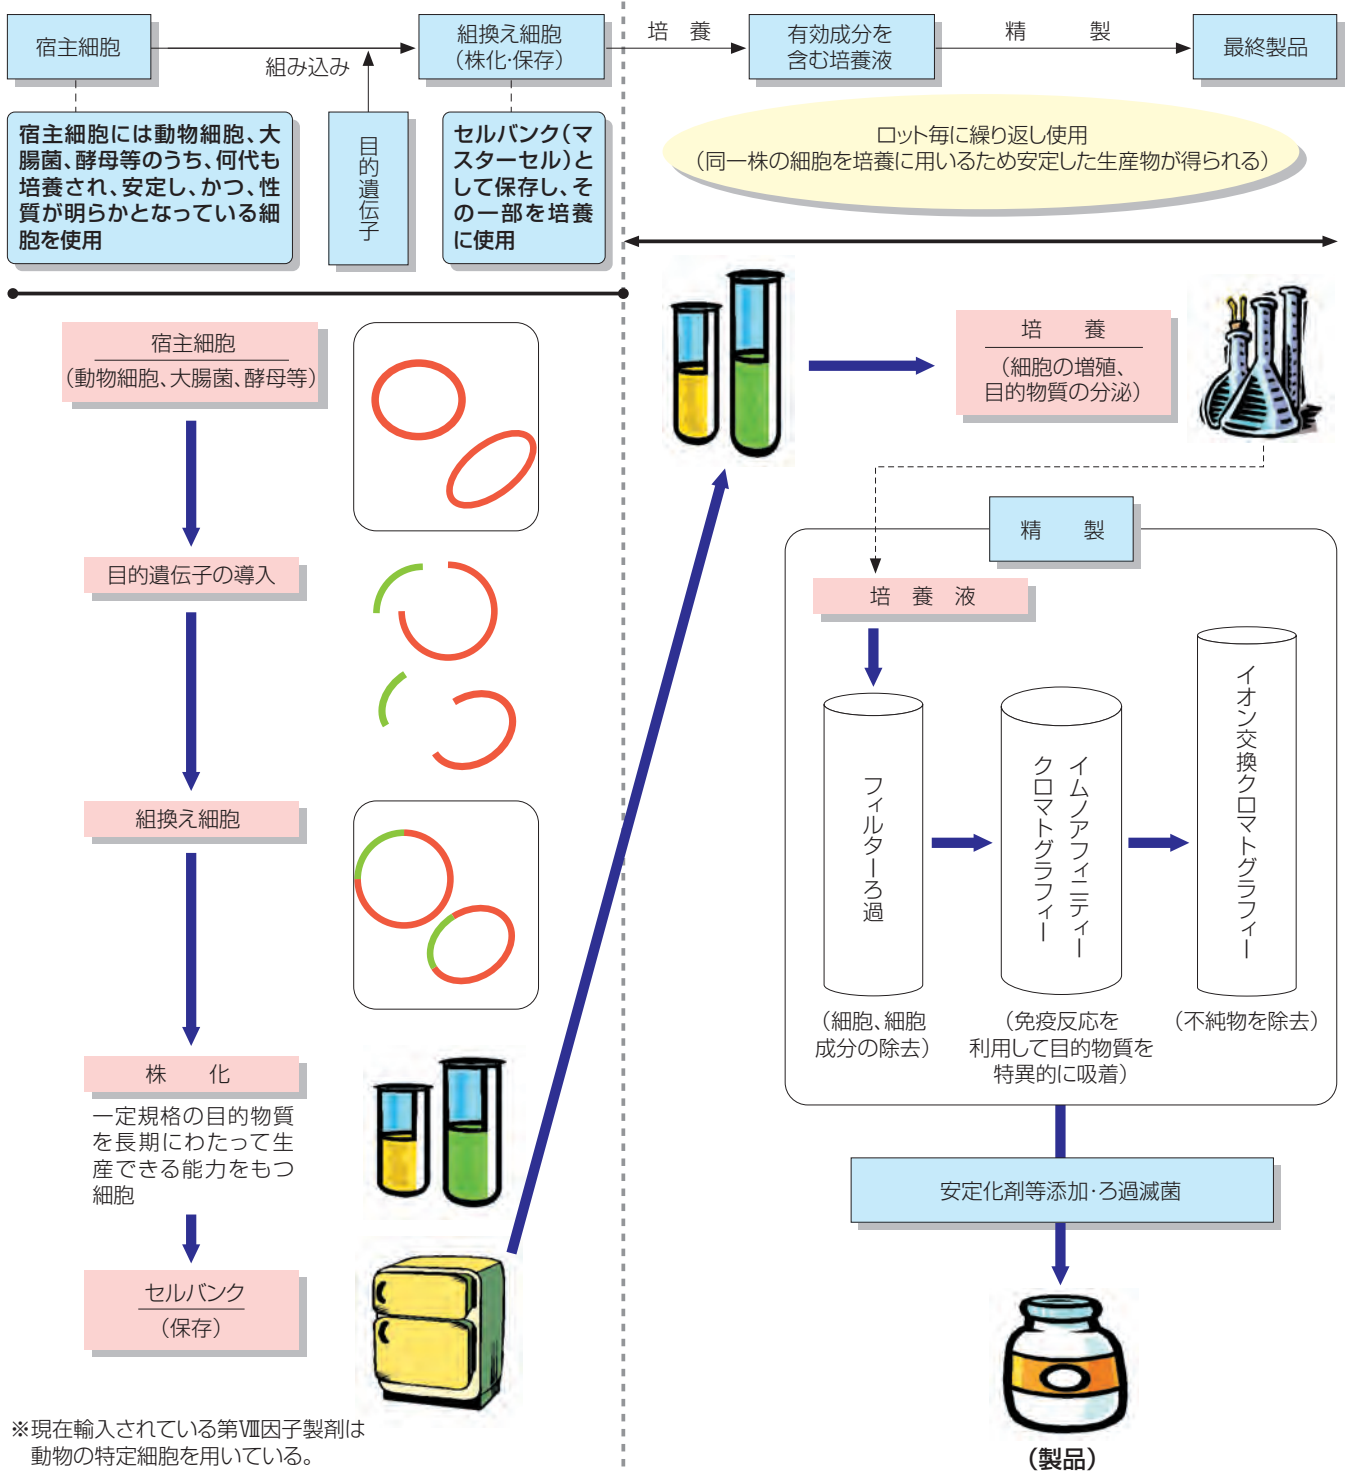 宿主細胞
組み込み
組換え細胞
(株化・保存)
培　養
有効成分を
含む培養液
精　製
最終製品
宿主細胞には動物細胞、大
腸菌、酵母等のうち、何代も
培養され、安定し、かつ、性
質が明らかとなっている細
胞を使用
目的遺伝子
セルバンク(マ
スターセル)と
して保存し、そ
の一部を培養
に使用
ロット毎に繰り返し使用
(同一株の細胞を培養に用いるため安定した生産物が得られる)
宿主細胞
(動物細胞、大腸菌、酵母等)
目的遺伝子の導入
組換え細胞
株　化
一定規格の目的物質
を長期にわたって生
産できる能力をもつ
細胞
セルバンク
(保存)
※現在輸入されている第Ⅷ因子製剤は
動物の特定細胞を用いている。
培　養
(細胞の増殖、
目的物質の分泌)
精　製
培　養　液
フィルターろ過
(細胞、細胞
成分の除去)
イムノアフィニティー
クロマトグラフィー
(免疫反応を
利用して目的物質を
特異的に吸着)
イオン交換クロマトグラフィー
(不純物を除去)
安定化剤等添加・ろ過滅菌
(製品)